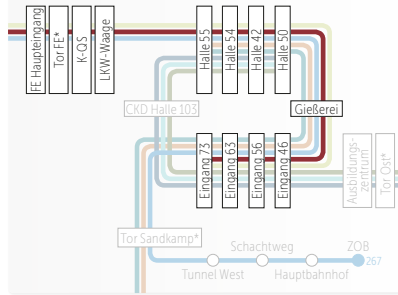 FE Haupteingang
Tor FE*
K-QS
LKW-Waage
Halle 55
Halle 54
Halle 42
Halle 50
CKD Halle 103
Gießerei
Eingang 73
Eingang 63
Eingang 56
Eingang 46
Ausbildungs-
zentrum
Tor Ost*
Tor Sandkamp*
Schachtweg
ZOB
267
Tunnel West
Hauptbahnhof